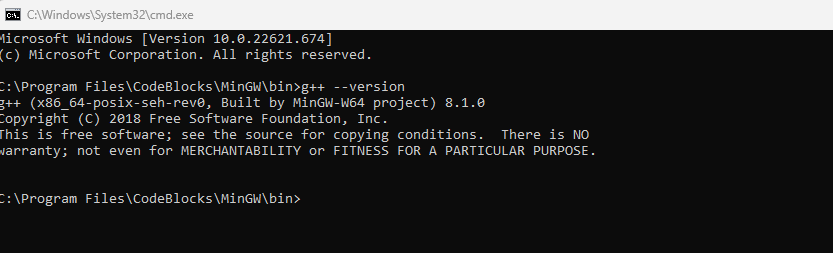 C:\Windows\System32\cmd.exe
Microsoft Windows [Version 10.0.22621.674]
(c) Microsoft Corporation. All rights reserved.
C:\Program Files\CodeBlocks\MinGW\bin>g++ --version
g++ (x86_64-posix-seh-rev0, Built by MinGW-W64 project) 8.1.0
Copyright (C) 2018 Free Software Foundation, Inc.
This is free software; see the source for copying conditions.  There is NO
warranty; not even for MERCHANTABILITY or FITNESS FOR A PARTICULAR PURPOSE.
C:\Program Files\CodeBlocks\MinGW\bin>